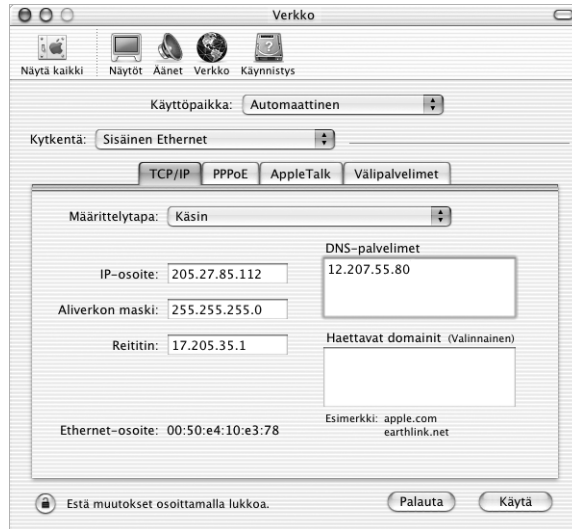 Verkko
Näytä kaikki Näytöt Äänet Verkko Käynnistys
Käyttöpaikka: Automaattinen
Kytkentä: Sisäinen Ethernet
TCP/IP PPPoE AppleTalk Välipalvelimet
Määrittelytapa: Käsin
DNS-palvelimet
IP-osoite: 205.27.85.112 12.207.55.80
Aliverkon maski: 255.255.255.0
Reititin: 17.205.35.1
Haettavat domainit (Valinnainen)
Esimerkki: apple.com
earthlink.net
Ethernet-osoite: 00:50:e4:10:e3:78
Estä muutokset osoittamalla lukkoa. Palauta Käytä